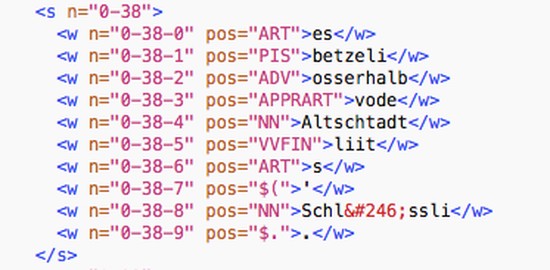 <s n="0-38">
<w n="0-38-0" pos="ART">es</w>
<w n="0-38-1" pos="PIS">betzeli</w>
<w n="0-38-2" pos="ADV">osserhalb</w>
<w n="0-38-3" pos="APPRART">vode</w>
<w n="0-38-4" pos="NN">Altschtadt</w>
<w n="0-38-5" pos="VVFIN">liit</w>
<w n="0-38-6" pos="ART">s</w>
<w n="0-38-7" pos="$(">'</w>
<w n="0-38-8" pos="NN">Schl&#246;ssli</w>
<w n="0-38-9" pos="$.">.</w>
</s>